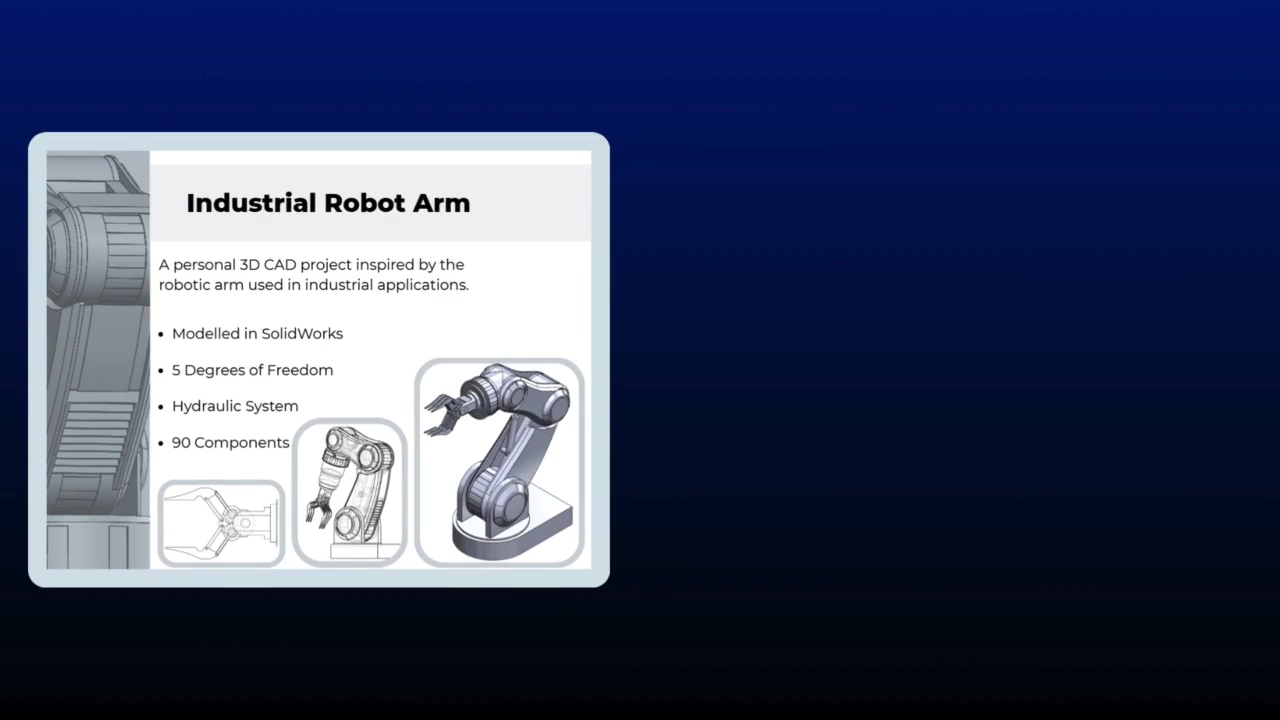 Industrial Robot Arm
A personal 3D CAD project inspired by the
robotic arm used in industrial applications.
• Modelled in SolidWorks
• 5 Degrees of Freedom
• Hydraulic System
• 90 Components